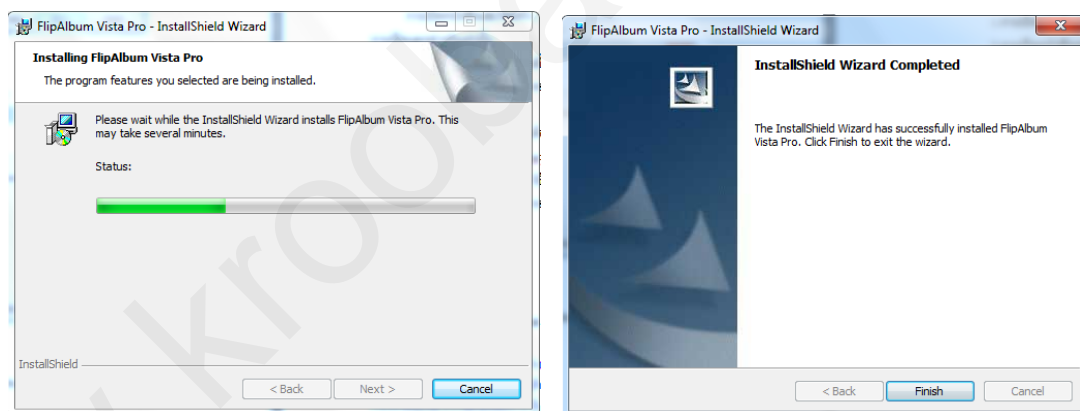 FlipAlbum Vista Pro - InstallShield Wizard
Installing FlipAlbum Vista Pro
The program features you selected are being installed.
Please wait while the InstallShield Wizard installs FlipAlbum Vista Pro. This
may take several minutes.
Status:
InstallShield
< Back
Next >
Cancel
FlipAlbum Vista Pro - InstallShield Wizard
InstallShield Wizard Completed
The InstallShield Wizard has successfully installed FlipAlbum
Vista Pro. Click Finish to exit the wizard.
< Back
Finish
Cancel